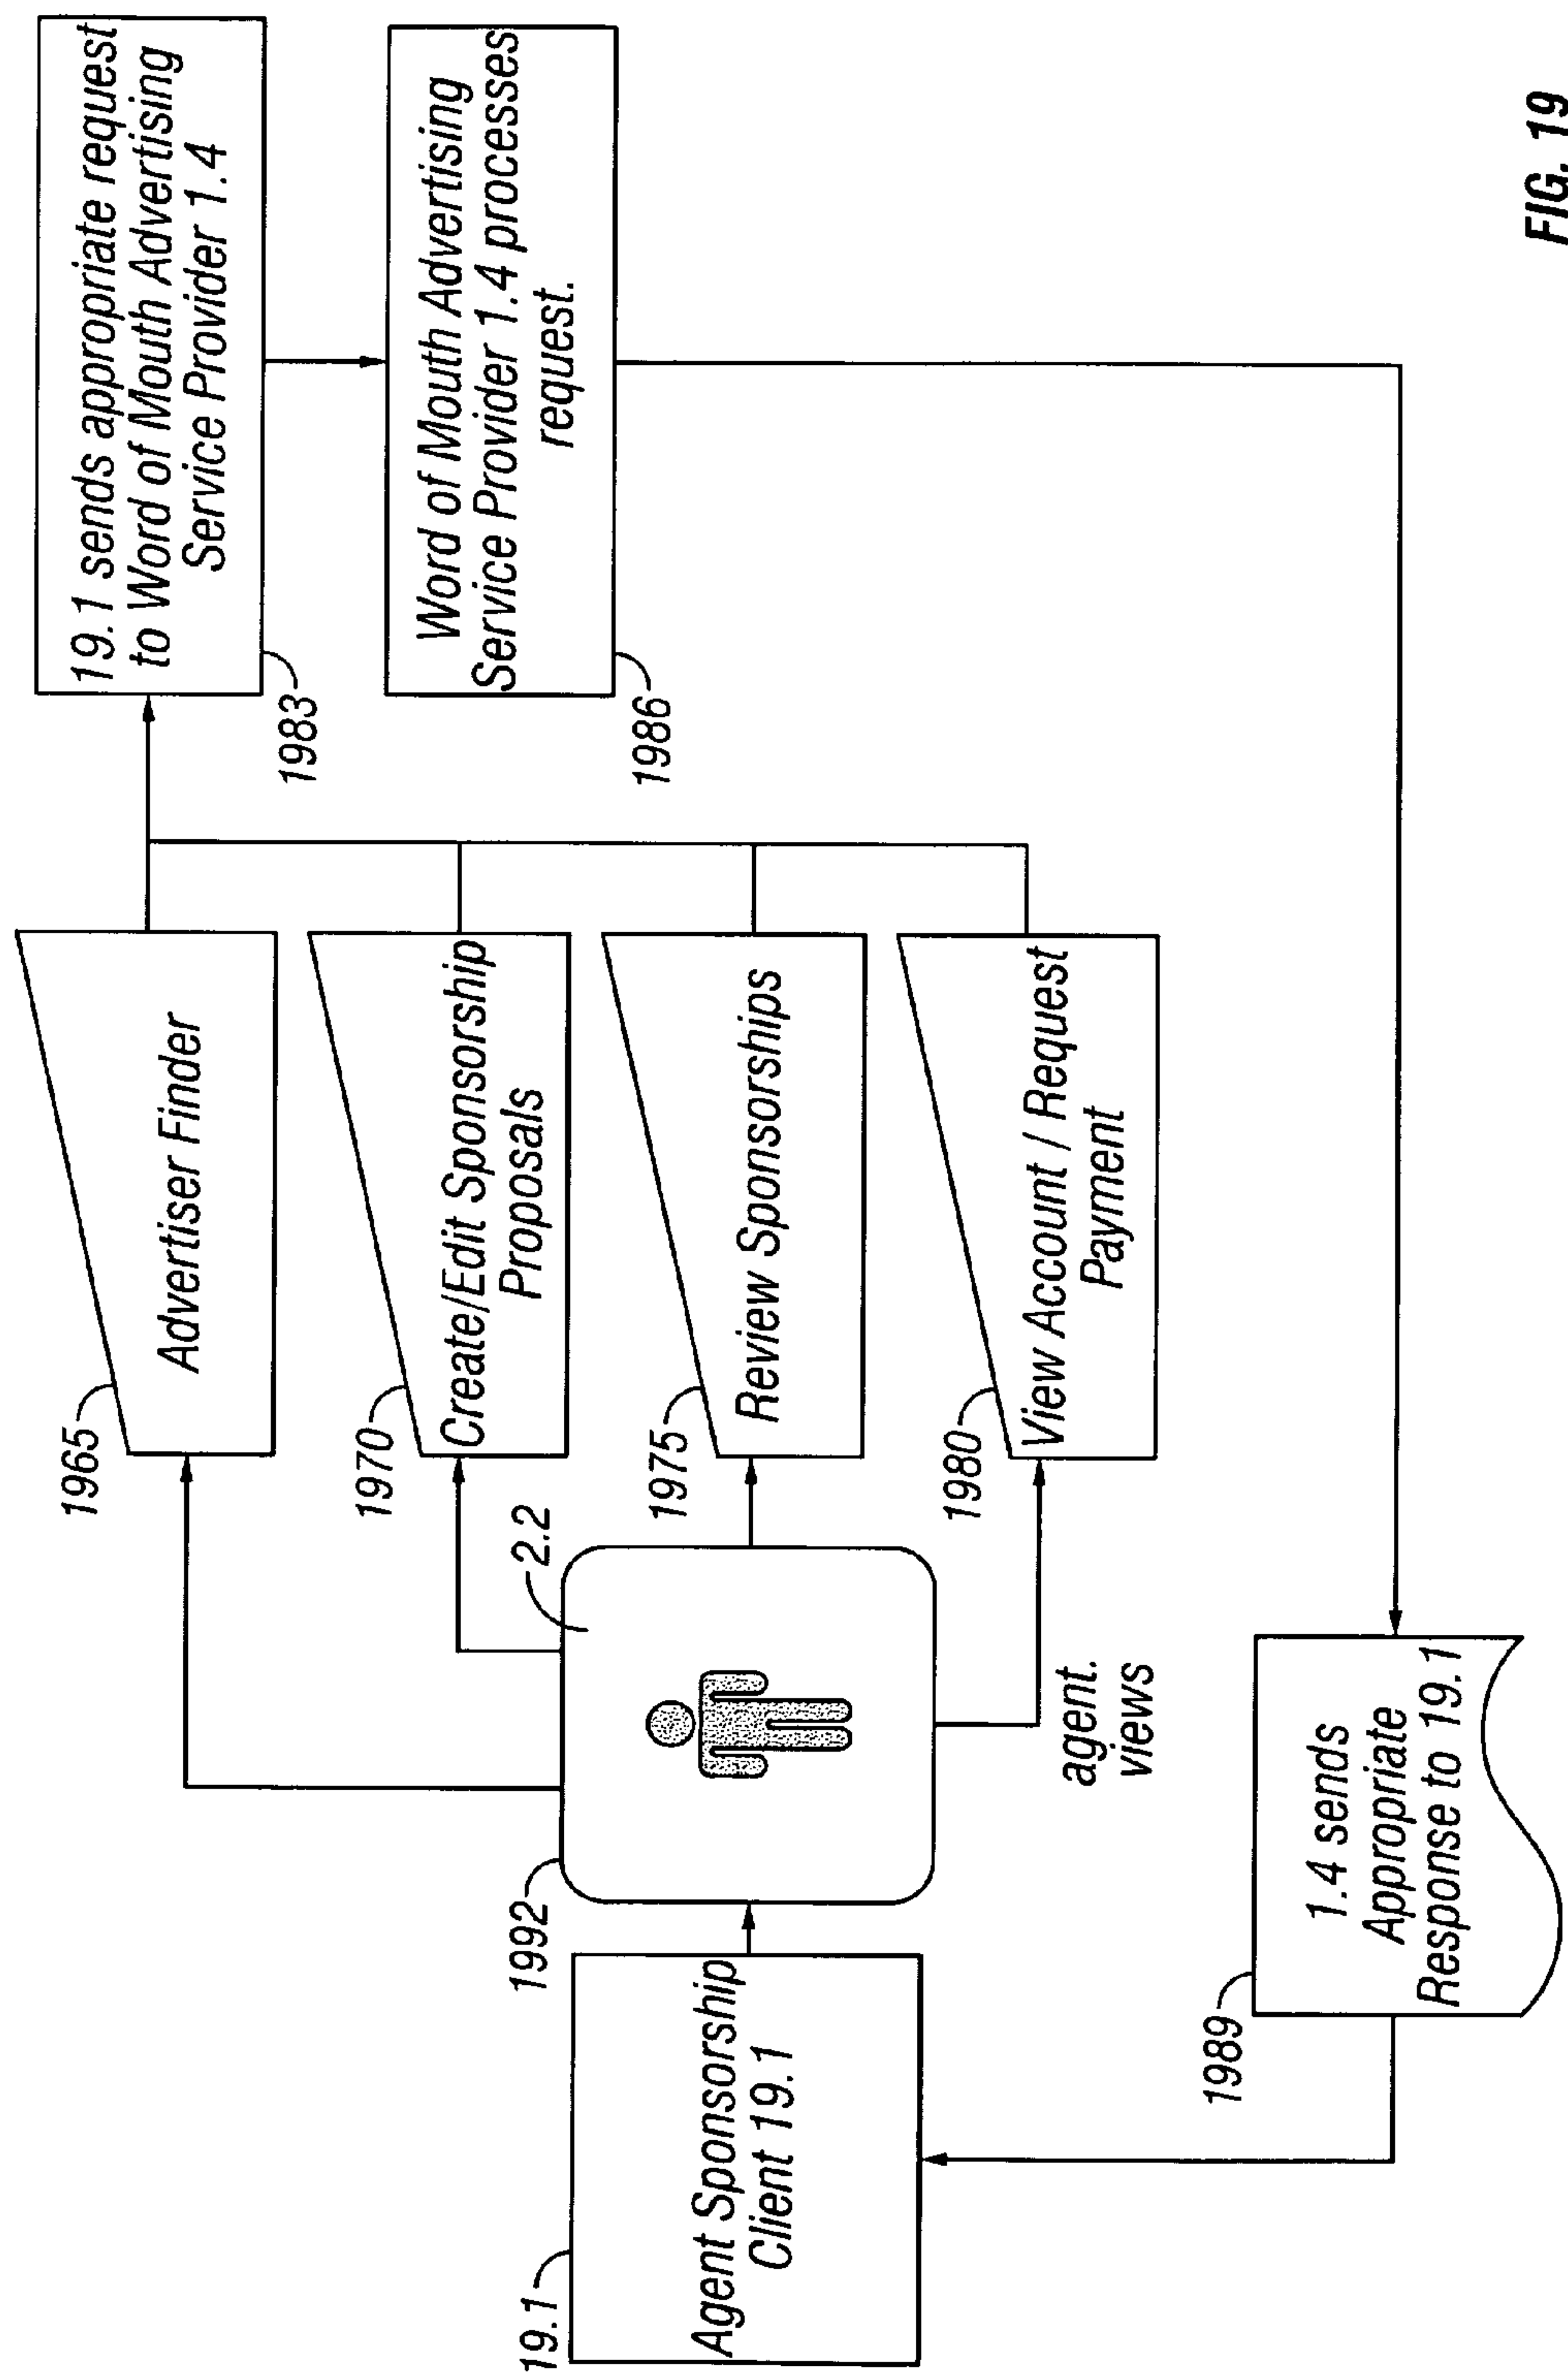 19.1
Agent Sponsorship
Client 19.1
1992
2.2
agent.
views
1965
Advertiser Finder
1970
Create/Edit Sponsorship
Proposals
1975
Review Sponsorships
1980
View Account / Request
Payment
1983
19.1 sends appropriate request
to Word of Mouth Advertising
Service Provider 1.4
1986
Word of Mouth Advertising
Service Provider 1.4 processes
request.
1989
1.4 sends
Appropriate
Response to 19.1
FIG. 19